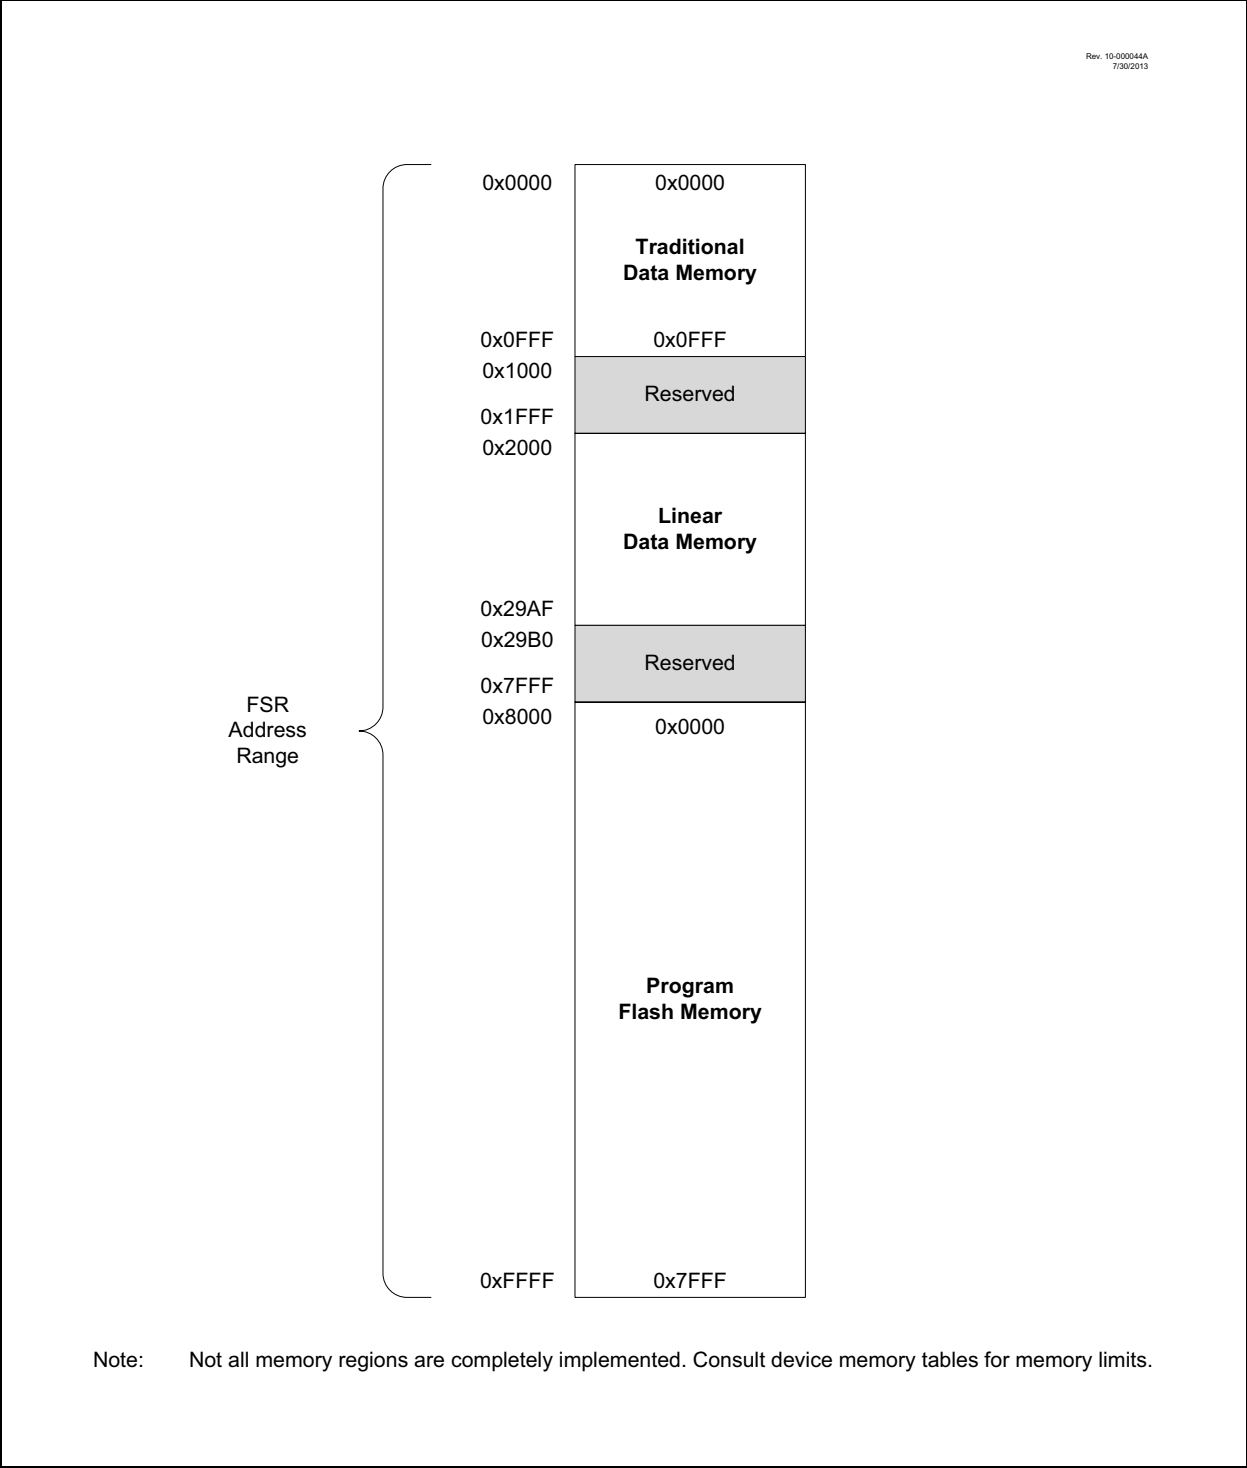 Rev. 10-000044A
7/30/2013
0x0000 0x0000
Traditional
Data Memory
0x0FFF 0x0FFF
0x1000
Reserved
0x1FFF
0x2000
Linear
Data Memory
0x29AF
0x29B0
Reserved
0x7FFF
0x8000 0x0000
FSR
Address
Range
Program
Flash Memory
0xFFFF 0x7FFF
Note: Not all memory regions are completely implemented. Consult device memory tables for memory limits.